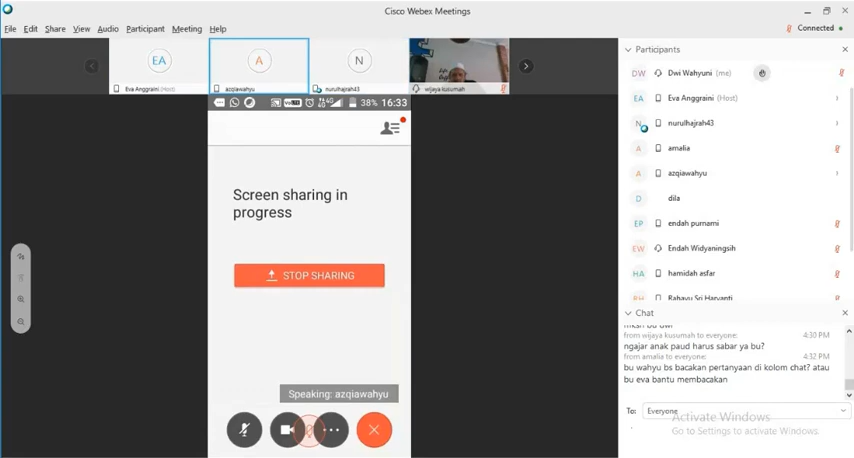 Cisco Webex Meetings
File Edit Share View Audio Participant Meeting Help
Connected
EA
A
N
Eva Anggraini (Host)
azqiawahyu
nurulhajrah43
wijaya kusumah
38% 16:33
Screen sharing in
progress
STOP SHARING
Speaking: azqiawahyu
Participants
DW Dwi Wahyuni (me)
EA Eva Anggraini (Host)
N nurulhajrah43
A amalia
A azqiawahyu
D dila
EP endah purnami
EW Endah Widyaningsih
HA hamidah asfar
RH Rahayu Sri Haryanti
Chat
from wijaya kusumah to everyone: 4:30 PM
ngajar anak paud harus sabar ya bu?
from amalia to everyone: 4:32 PM
bu wahyu bs bacakan pertanyaan di kolom chat? atau
bu eva bantu membacakan
To: Everyone
Activate Windows
Go to Settings to activate Windows.